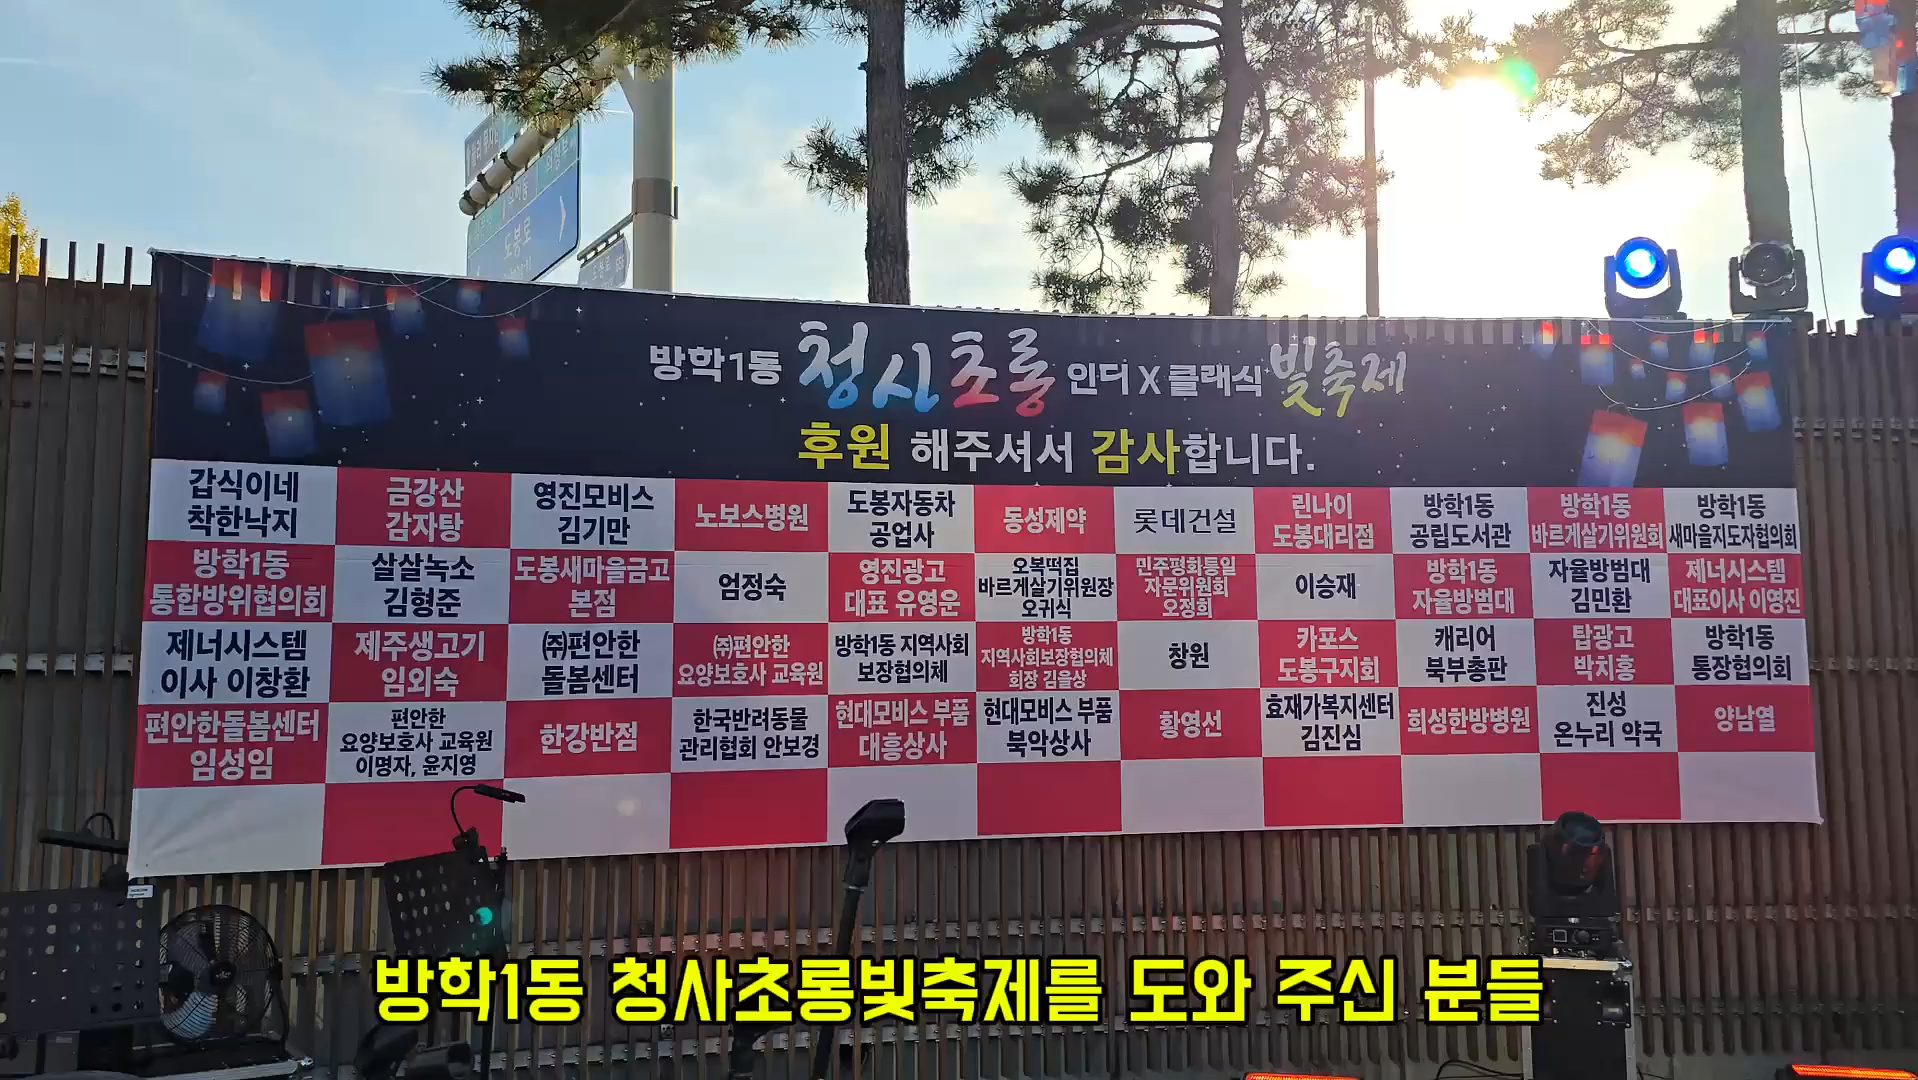 도봉로
방학1동 청사초롱 인디 X 클래식 빛축제
후원 해주셔서 감사합니다.
갑식이네
착한낙지
금강산
감자탕
영진모비스
김기만
노보스병원
도봉자동차
공업사
동성제약
롯데건설
린나이
도봉대리점
방학1동
공립도서관
방학1동
바르게살기위원회
방학1동
새마을지도자협의회
방학1동
통합방위협의회
살살녹소
김형준
도봉새마을금고
본점
엄정숙
영진광고
대표 유영운
오복떡집
바르게살기위원장
오귀식
민주평화통일
자문위원회
오정희
이승재
방학1동
자율방범대
자율방범대
김민환
제너시스템
대표이사 이영진
제너시스템
이사 이창환
제주생고기
임외숙
㈜편안한
돌봄센터
㈜편안한
요양보호사 교육원
방학1동 지역사회
보장협의체
방학1동
지역사회보장협의체
회장 김을상
창원
카포스
도봉구지회
캐리어
북부총판
탑광고
박치홍
방학1동
통장협의회
편안한돌봄센터
임성임
편안한
요양보호사 교육원
이명자, 윤지영
한강반점
한국반려동물
관리협회 안보경
현대모비스 부품
대흥상사
현대모비스 부품
북악상사
황영선
효재가복지센터
김진심
희성한방병원
진성
온누리 약국
양남열
방학1동 청사초롱빛축제를 도와 주신 분들